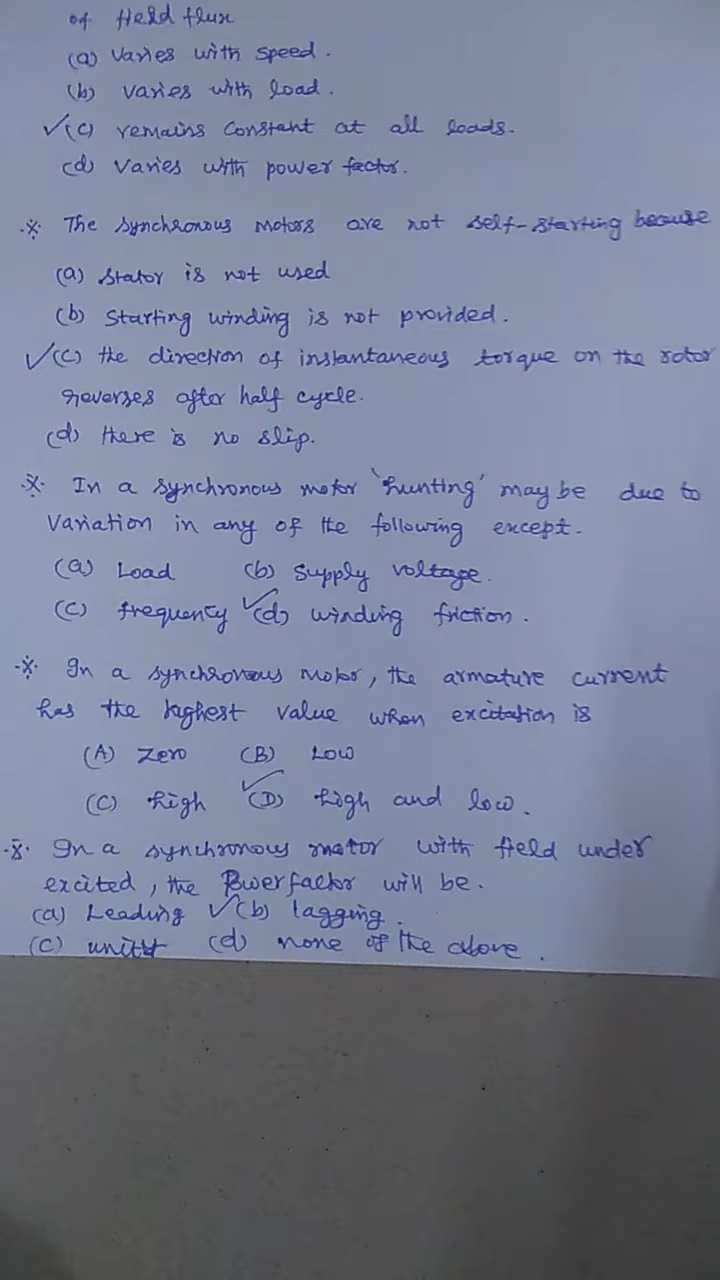 of field flux
(a) varies with speed.
(b) varies with load.
✓(c) remains constant at all loads.
(d) varies with power factor.
※ The synchronous motors are not self-starting because
(a) stator is not used
(b) starting winding is not provided.
✓(c) the direction of instantaneous torque on the rotor
reverses after half cycle.
(d) there is no slip.
※ In a synchronous motor 'hunting' may be due to
variation in any of the following except.
(a) Load (b) supply voltage.
(c) frequency ✓(d) winding friction.
※ In a synchronous motor, the armature current
has the highest value when excitation is
(A) Zero (B) Low
(C) high ✓(D) high and low.
※ In a synchronous motor with field under
excited, the Power factor will be.
(a) Leading ✓(b) lagging.
(c) unity (d) none of the above.